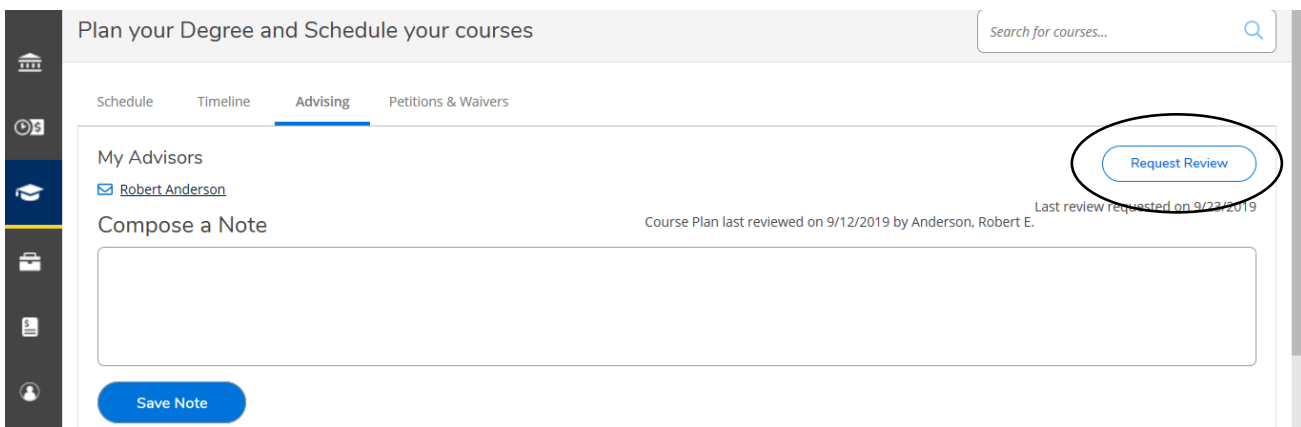 Plan your Degree and Schedule your courses
Search for courses...
Schedule Timeline Advising Petitions & Waivers
My Advisors
Request Review
Robert Anderson
Last review requested on 9/23/2019
Compose a Note
Course Plan last reviewed on 9/12/2019 by Anderson, Robert E.
Save Note